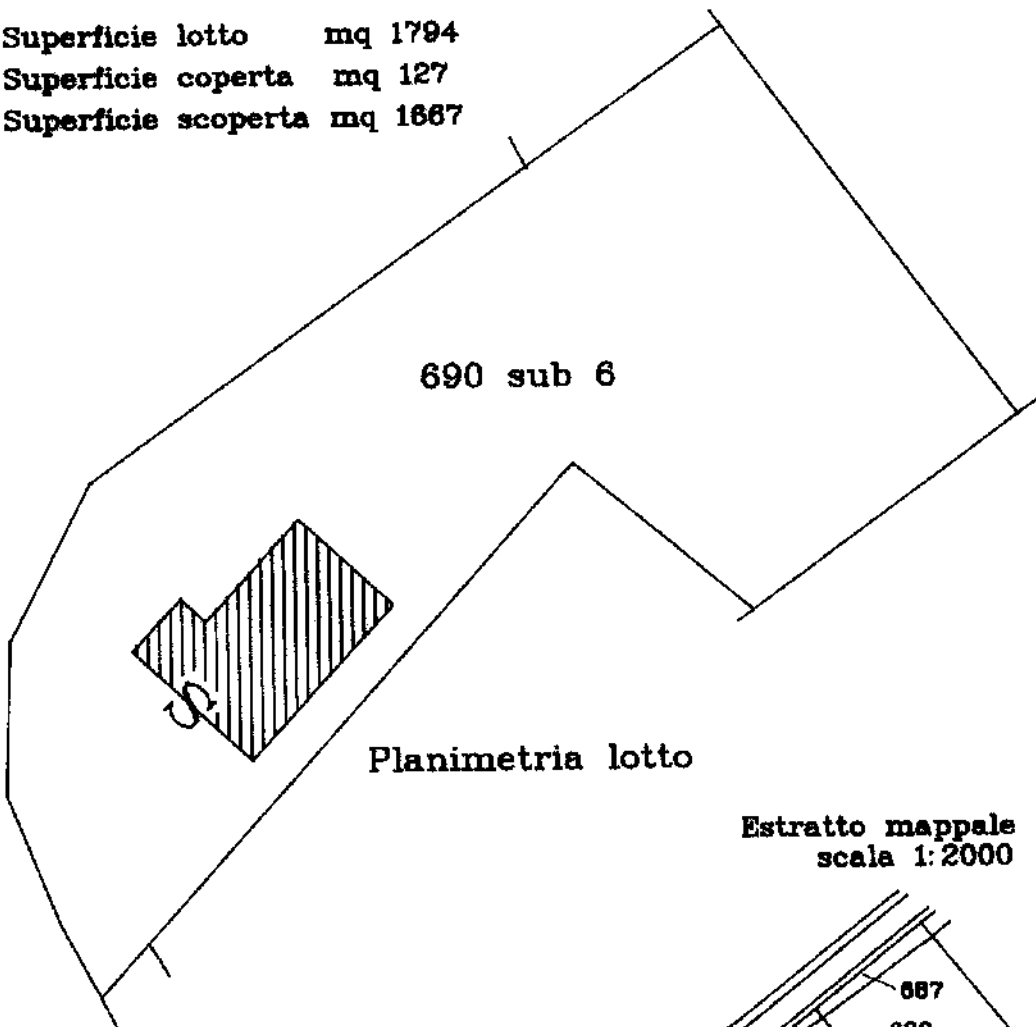 Superficie lotto mq 1794
Superficie coperta mq 127
Superficie scoperta mq 1667
690 sub 6
Planimetria lotto
Estratto mappale
scala 1:2000
687